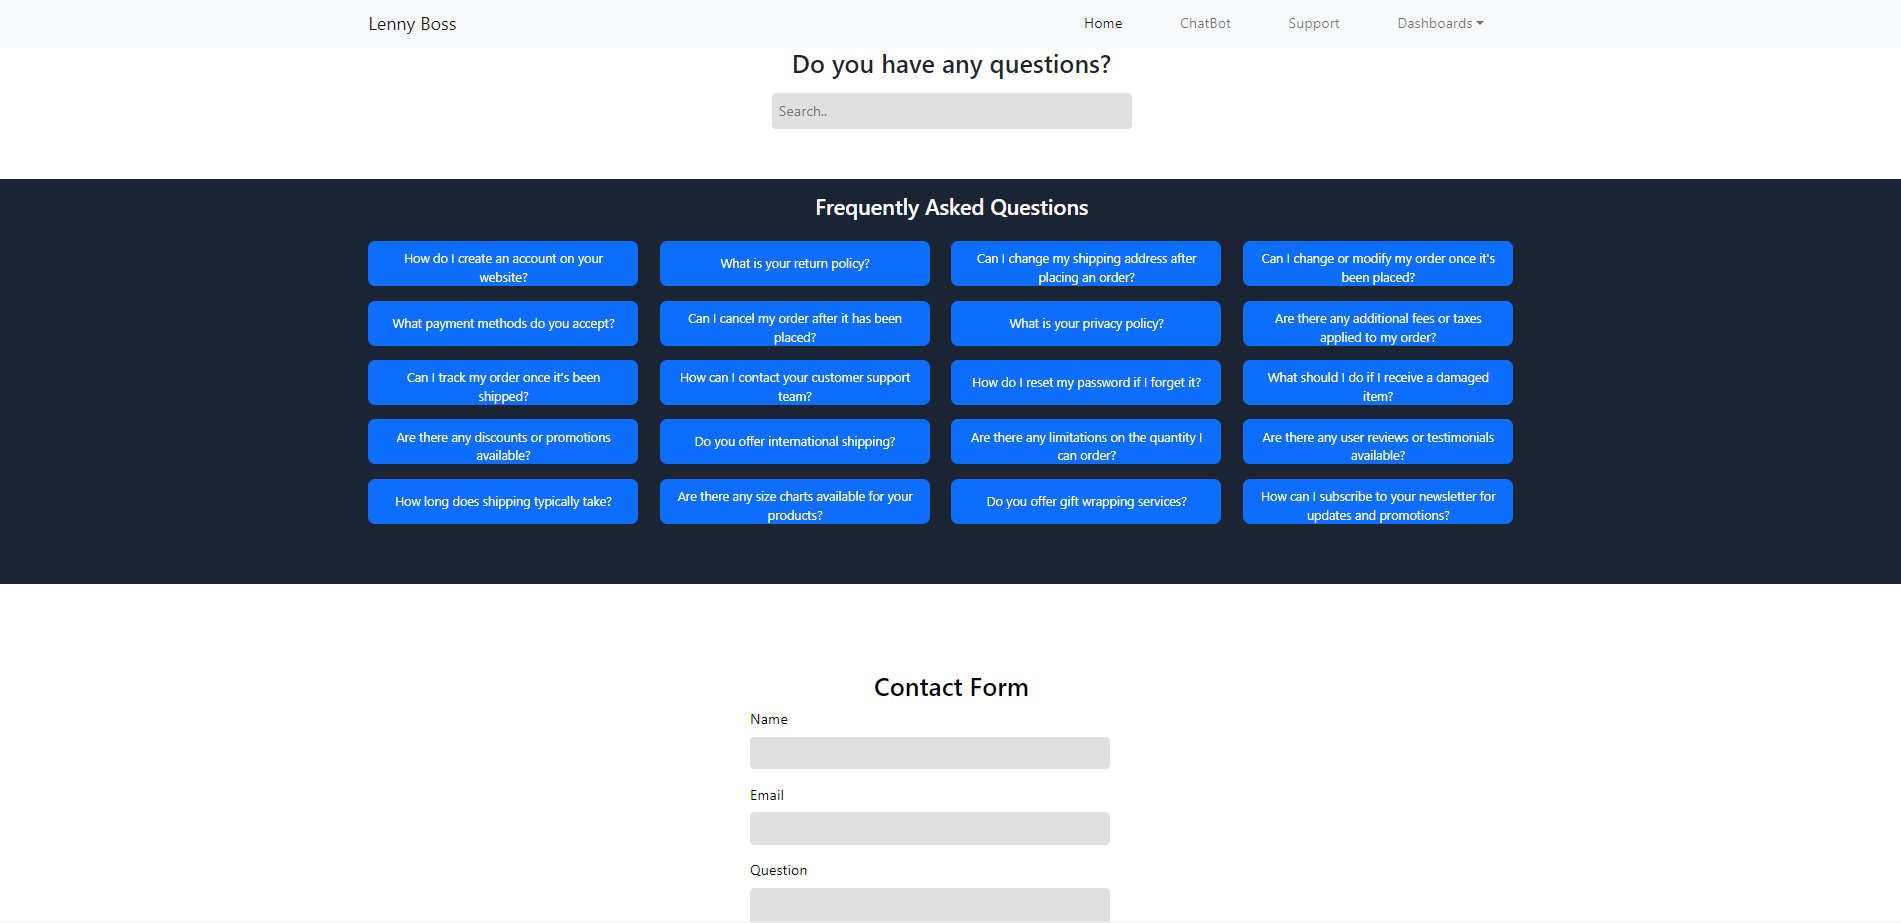 Lenny Boss
Home ChatBot Support Dashboards
Do you have any questions?
Search..
Frequently Asked Questions
How do I create an account on your
website?
What is your return policy?
Can I change my shipping address after
placing an order?
Can I change or modify my order once it's
been placed?
What payment methods do you accept?
Can I cancel my order after it has been
placed?
What is your privacy policy?
Are there any additional fees or taxes
applied to my order?
Can I track my order once it's been
shipped?
How can I contact your customer support
team?
How do I reset my password if I forget it?
What should I do if I receive a damaged
item?
Are there any discounts or promotions
available?
Do you offer international shipping?
Are there any limitations on the quantity I
can order?
Are there any user reviews or testimonials
available?
How long does shipping typically take?
Are there any size charts available for your
products?
Do you offer gift wrapping services?
How can I subscribe to your newsletter for
updates and promotions?
Contact Form
Name
Email
Question